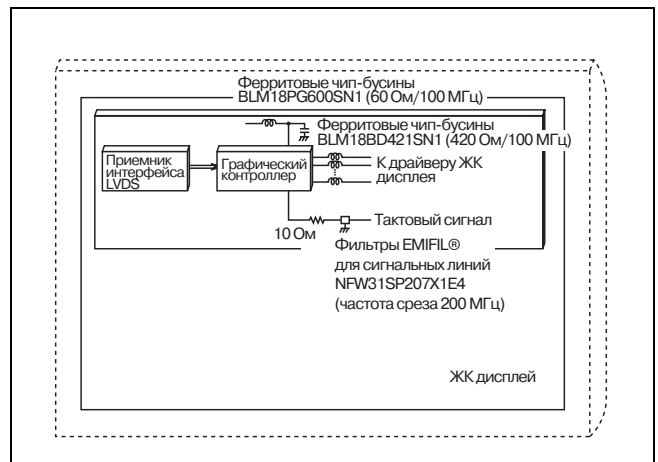 Ферритовые чип-бусины
BLM18PG600SN1 (60 Ом/100 МГц)
Ферритовые чип-бусины
BLM18BD421SN1 (420 Ом/100 МГц)
Приемник
интерфейса
LVDS
Графический
контроллер
К драйверу ЖК
дисплея
10 Ом
Тактовый сигнал
Фильтры EMIFIL®
для сигнальных линий
NFW31SP207X1E4
(частота среза 200 МГц)
ЖК дисплей